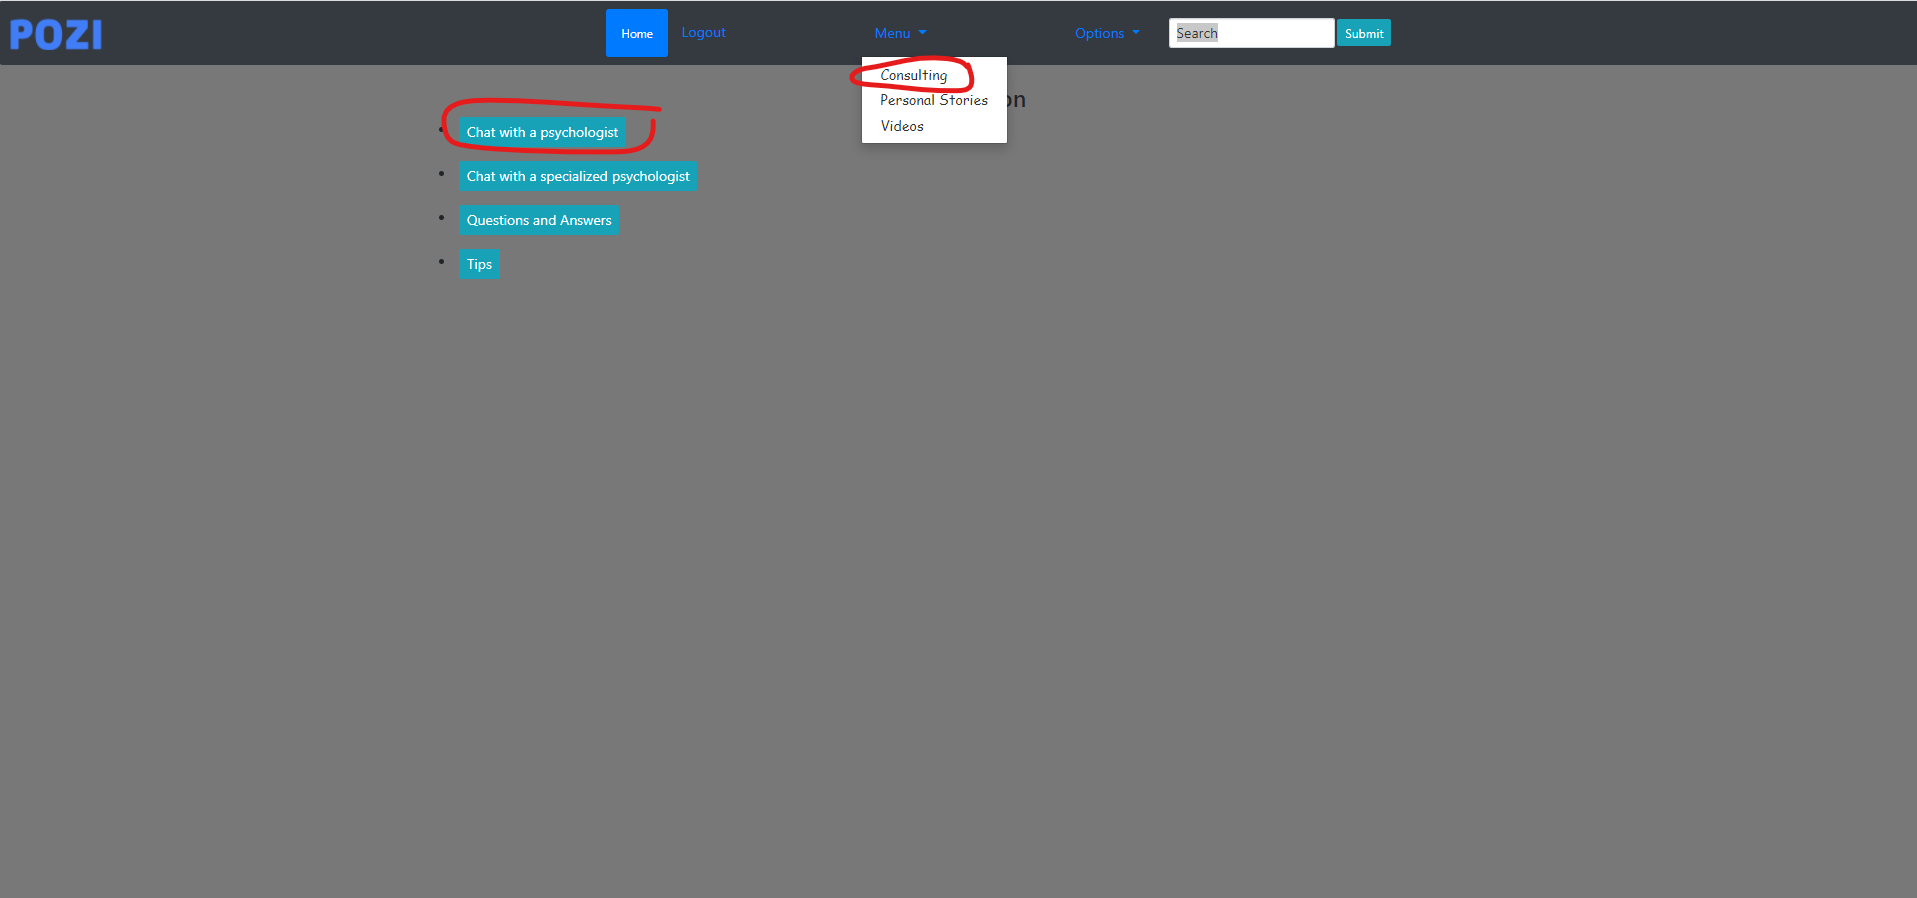 POZI
Home Logout Menu Options Search Submit
Consulting
Personal Stories
Videos
on
Chat with a psychologist
Chat with a specialized psychologist
Questions and Answers
Tips